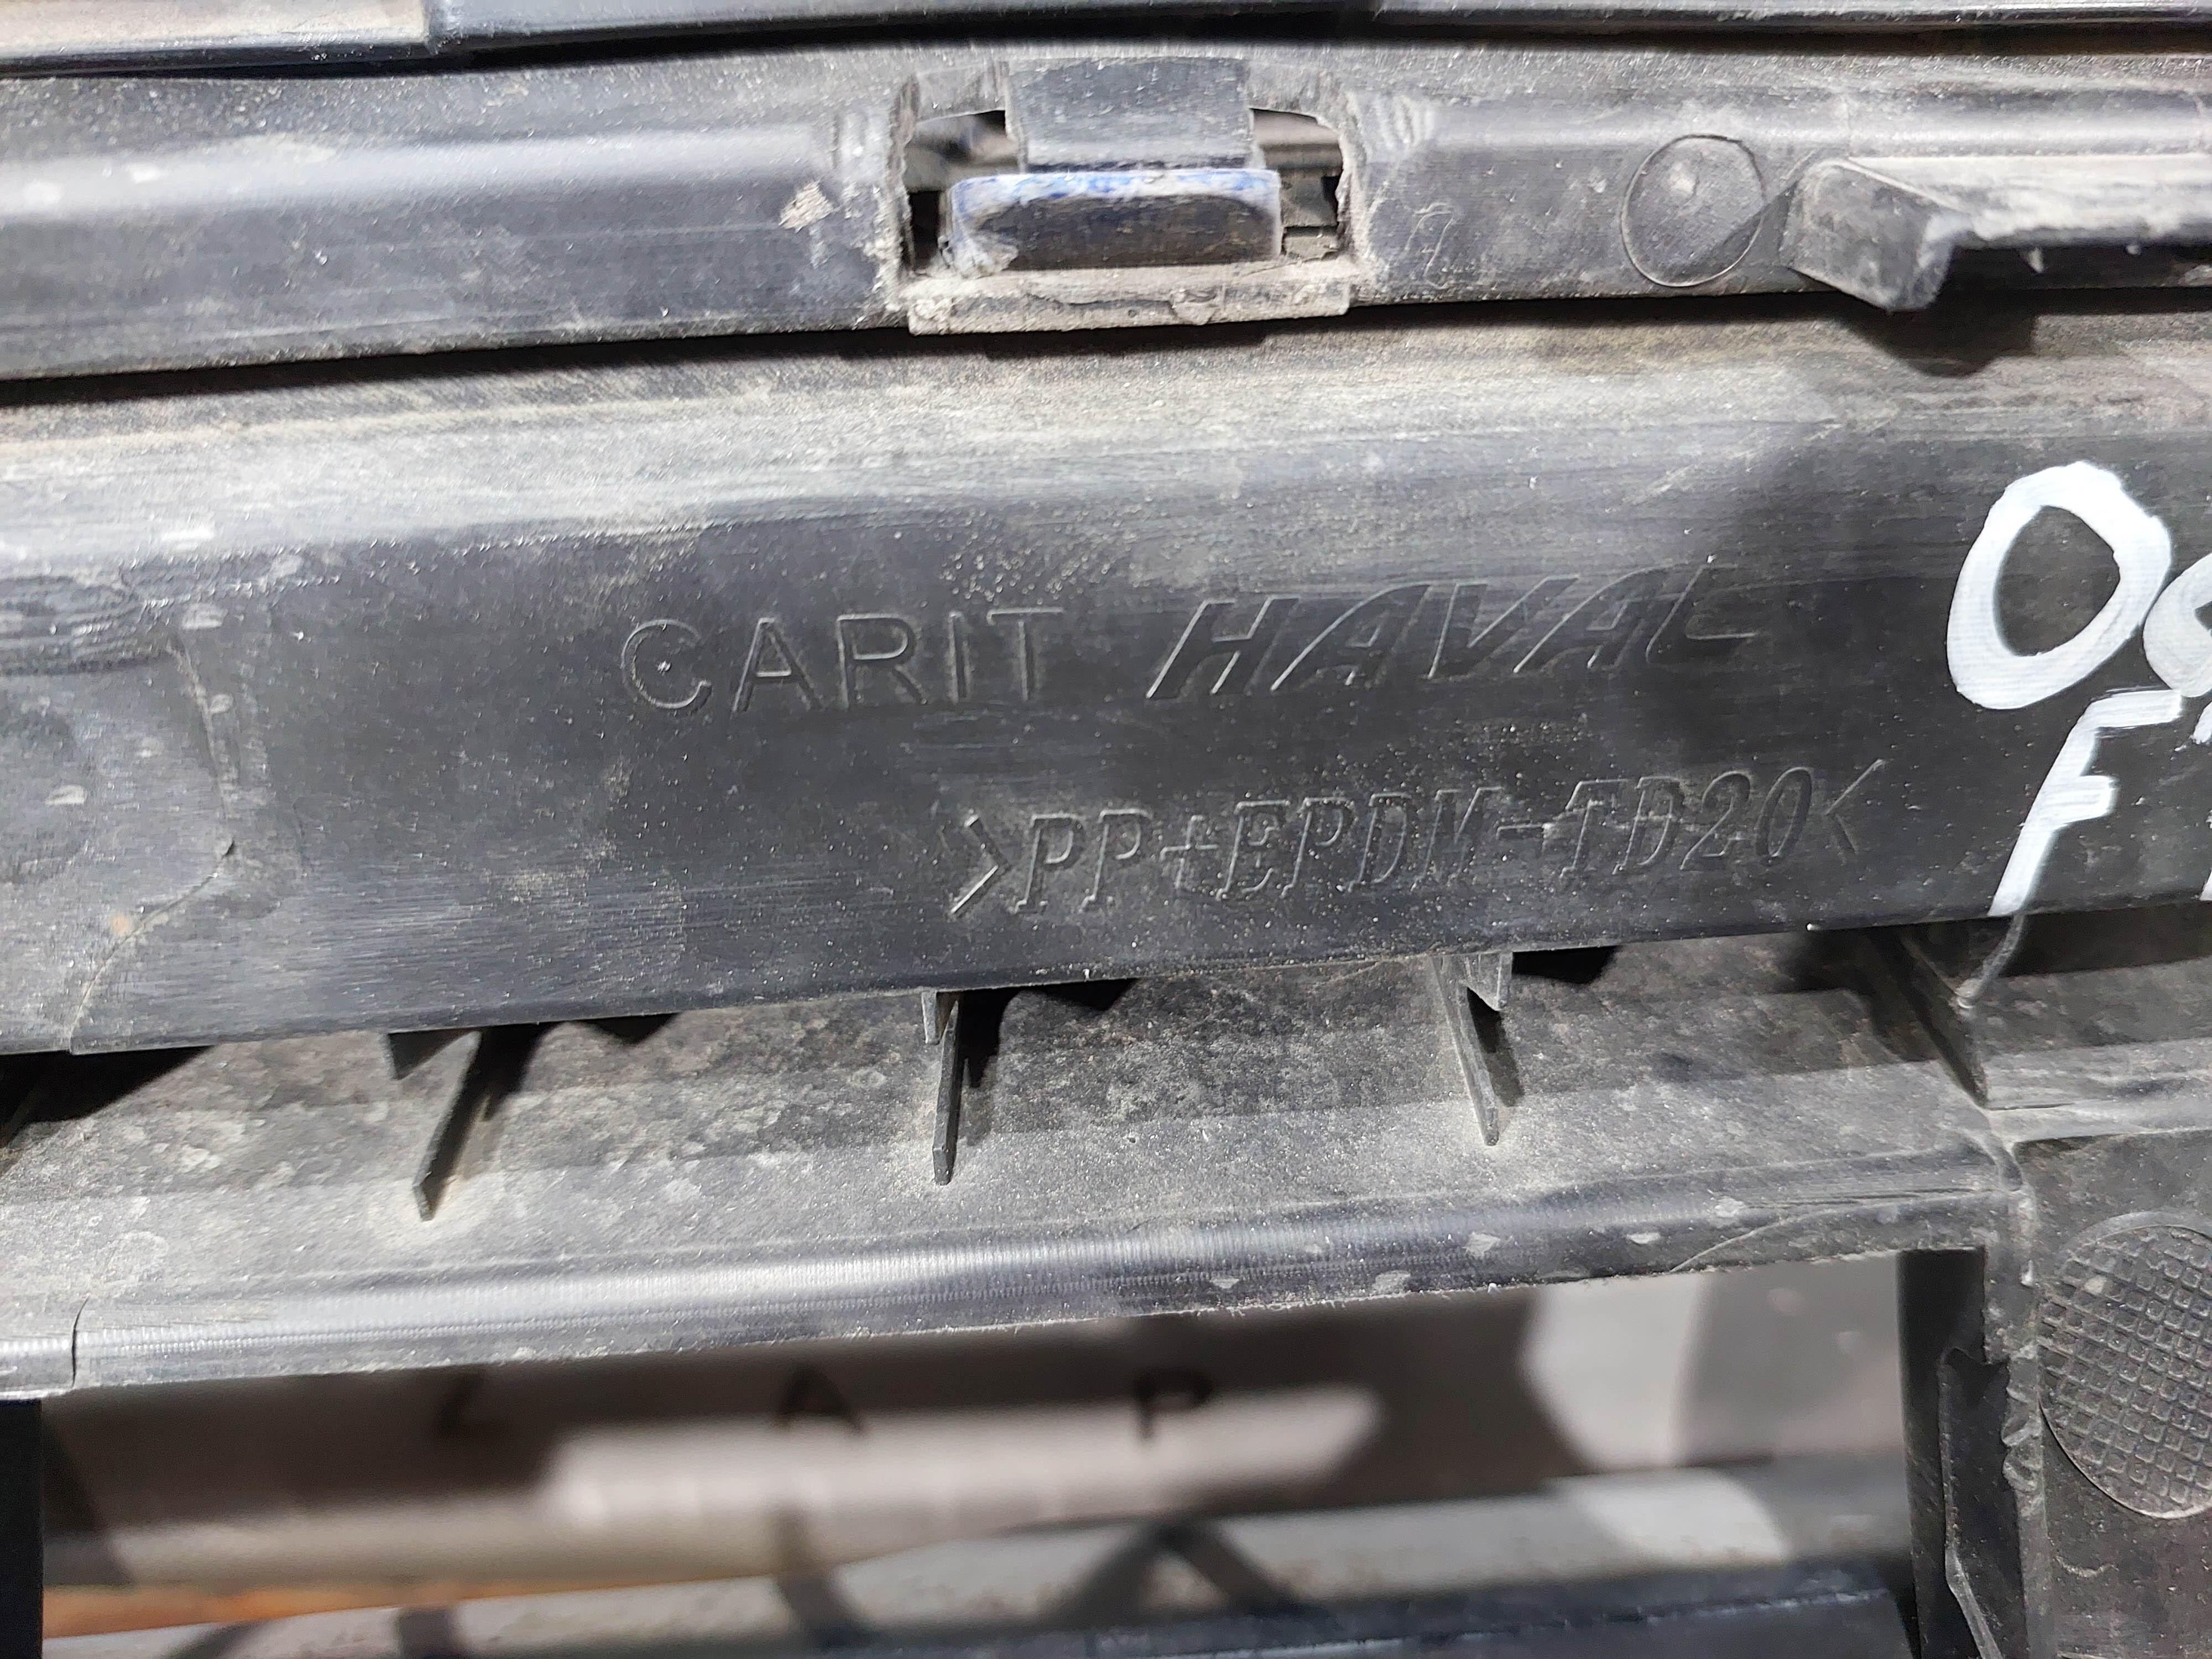 CARIT HAVAL
>PP+EPDM-TD20<
F